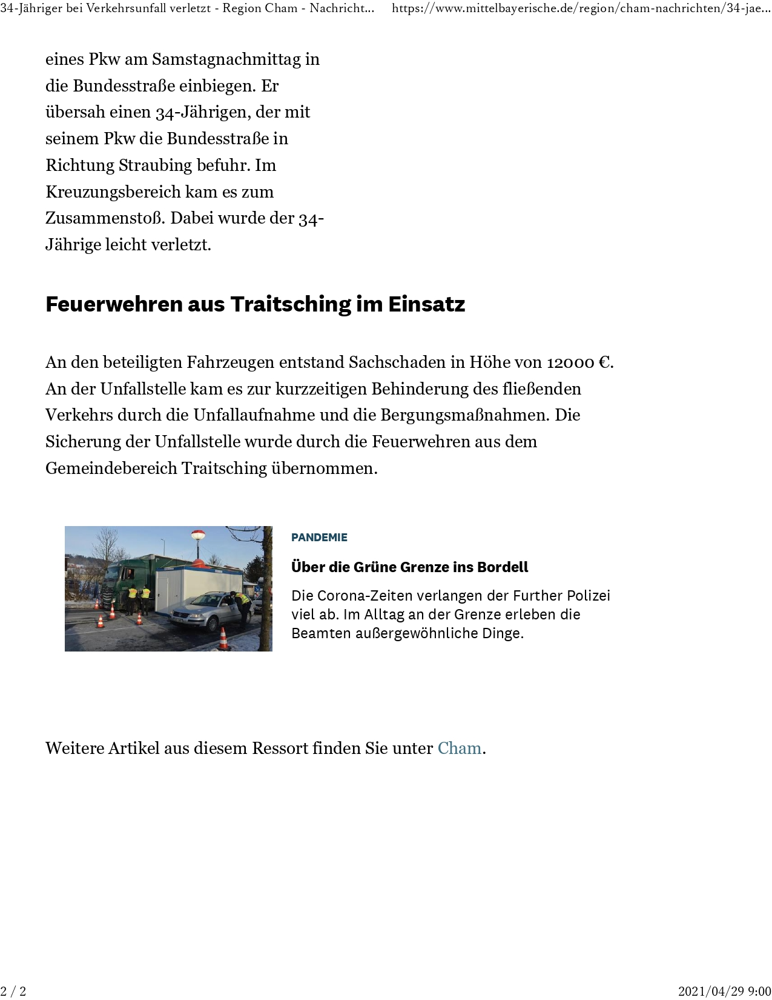 34-Jähriger bei Verkehrsunfall verletzt - Region Cham - Nachricht... https://www.mittelbayerische.de/region/cham-nachrichten/34-jae...
eines Pkw am Samstagnachmittag in
die Bundesstraße einbiegen. Er
übersah einen 34-Jährigen, der mit
seinem Pkw die Bundesstraße in
Richtung Straubing befuhr. Im
Kreuzungsbereich kam es zum
Zusammenstoß. Dabei wurde der 34-
Jährige leicht verletzt.
Feuerwehren aus Traitsching im Einsatz
An den beteiligten Fahrzeugen entstand Sachschaden in Höhe von 12000 €.
An der Unfallstelle kam es zur kurzzeitigen Behinderung des fließenden
Verkehrs durch die Unfallaufnahme und die Bergungsmaßnahmen. Die
Sicherung der Unfallstelle wurde durch die Feuerwehren aus dem
Gemeindebereich Traitsching übernommen.
PANDEMIE
Über die Grüne Grenze ins Bordell
Die Corona-Zeiten verlangen der Further Polizei
viel ab. Im Alltag an der Grenze erleben die
Beamten außergewöhnliche Dinge.
Weitere Artikel aus diesem Ressort finden Sie unter Cham.
2 / 2 2021/04/29 9:00